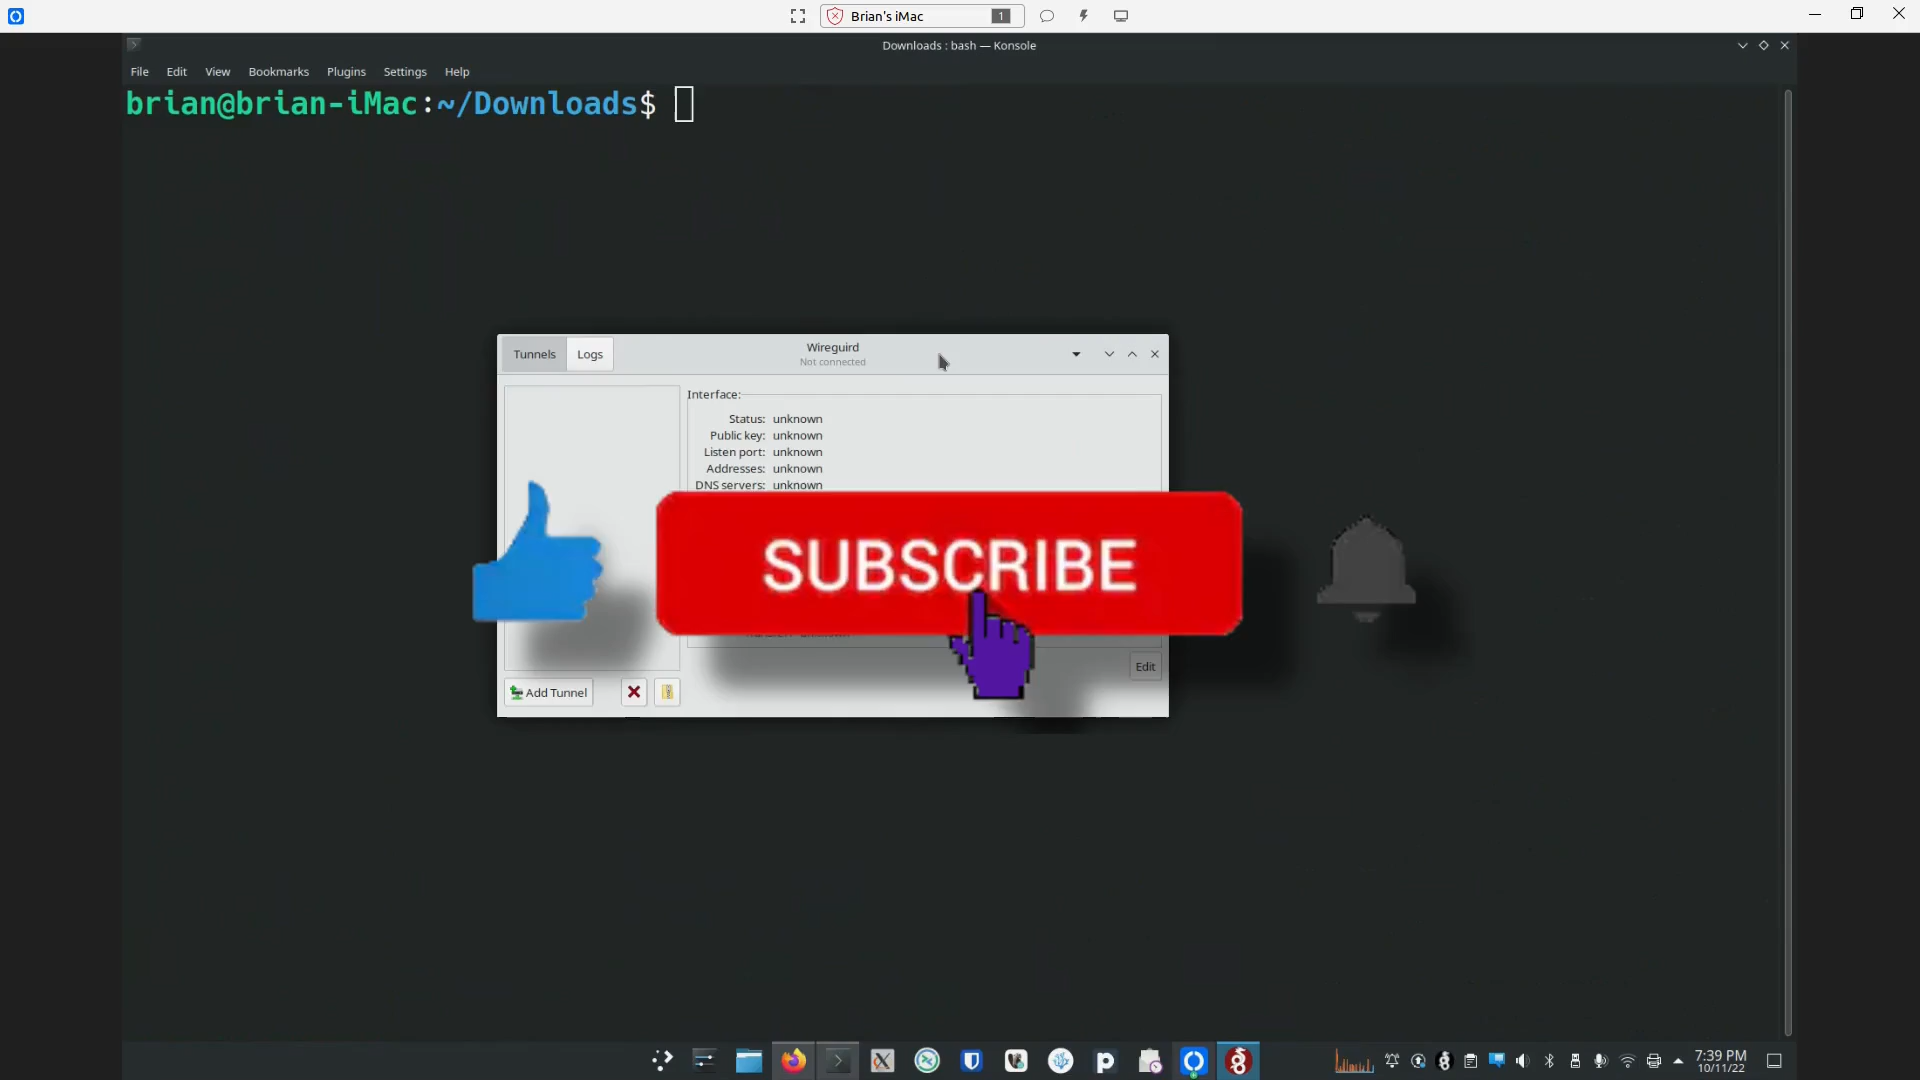 Brian's iMac 1
Downloads : bash — Konsole
File Edit View Bookmarks Plugins Settings Help
brian@brian-iMac:~/Downloads$
Tunnels Logs Wireguird
Not connected
Interface:
Status: unknown
Public key: unknown
Listen port: unknown
Addresses: unknown
DNS servers: unknown
SUBSCRIBE
Edit
Add Tunnel
7:39 PM
10/11/22